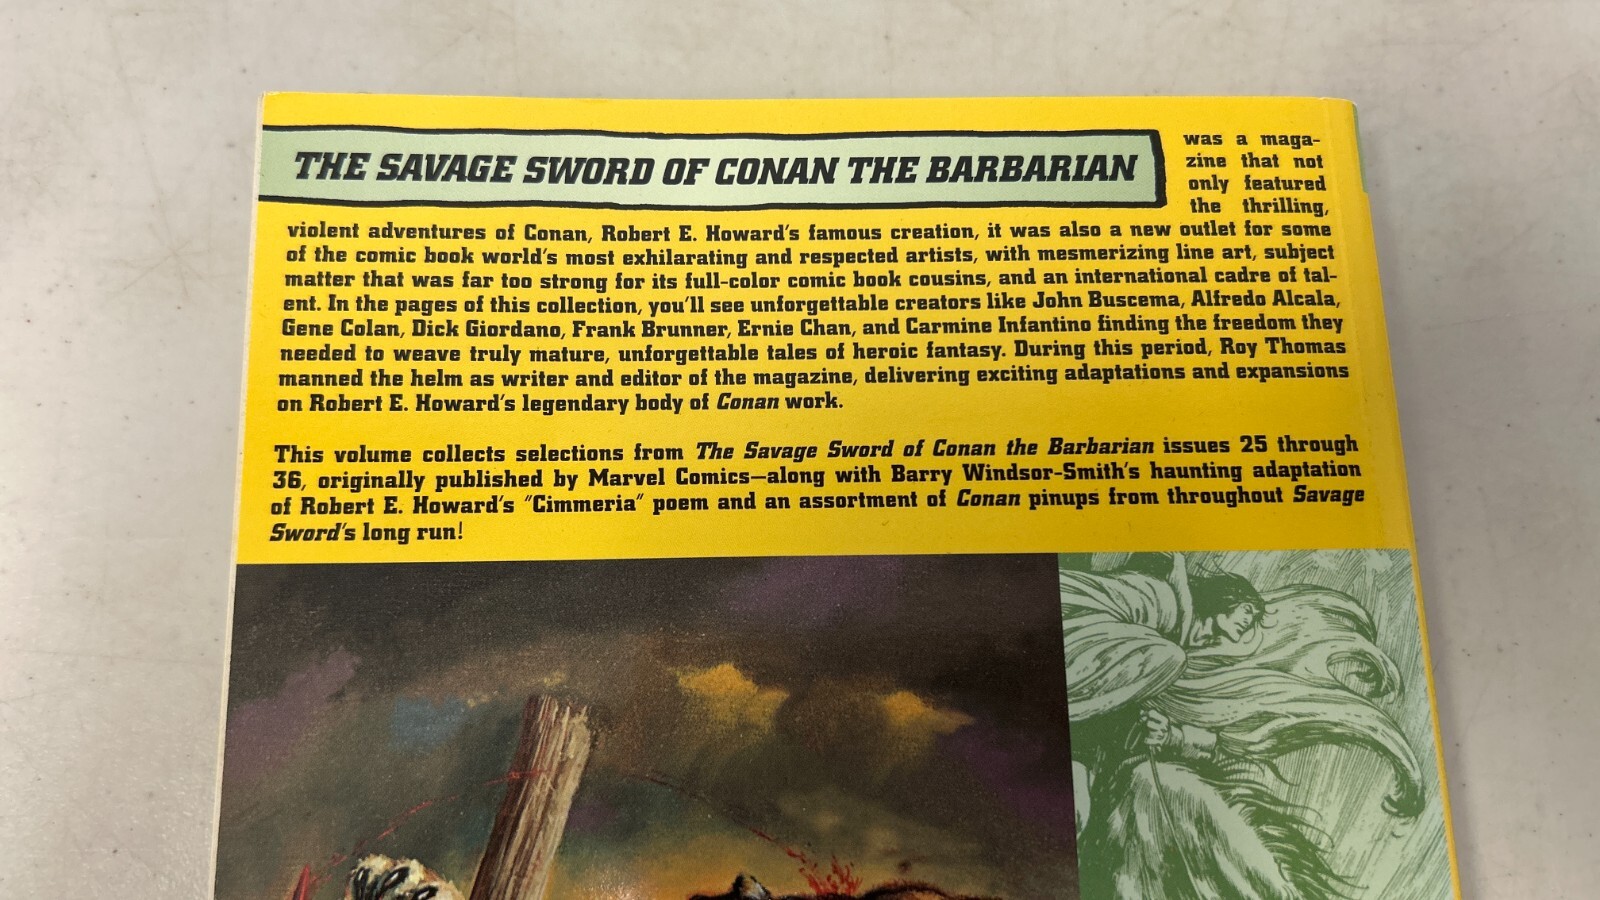 THE SAVAGE SWORD OF CONAN THE BARBARIAN
was a maga-
zine that not
only featured
the thrilling,
violent adventures of Conan, Robert E. Howard's famous creation, it was also a new outlet for some
of the comic book world's most exhilarating and respected artists, with mesmerizing line art, subject
matter that was far too strong for its full-color comic book cousins, and an international cadre of tal-
ent. In the pages of this collection, you'll see unforgettable creators like John Buscema, Alfredo Alcala,
Gene Colan, Dick Giordano, Frank Brunner, Ernie Chan, and Carmine Infantino finding the freedom they
needed to weave truly mature, unforgettable tales of heroic fantasy. During this period, Roy Thomas
manned the helm as writer and editor of the magazine, delivering exciting adaptations and expansions
on Robert E. Howard's legendary body of Conan work.
This volume collects selections from The Savage Sword of Conan the Barbarian issues 25 through
36, originally published by Marvel Comics—along with Barry Windsor-Smith's haunting adaptation
of Robert E. Howard's "Cimmeria" poem and an assortment of Conan pinups from throughout Savage
Sword's long run!